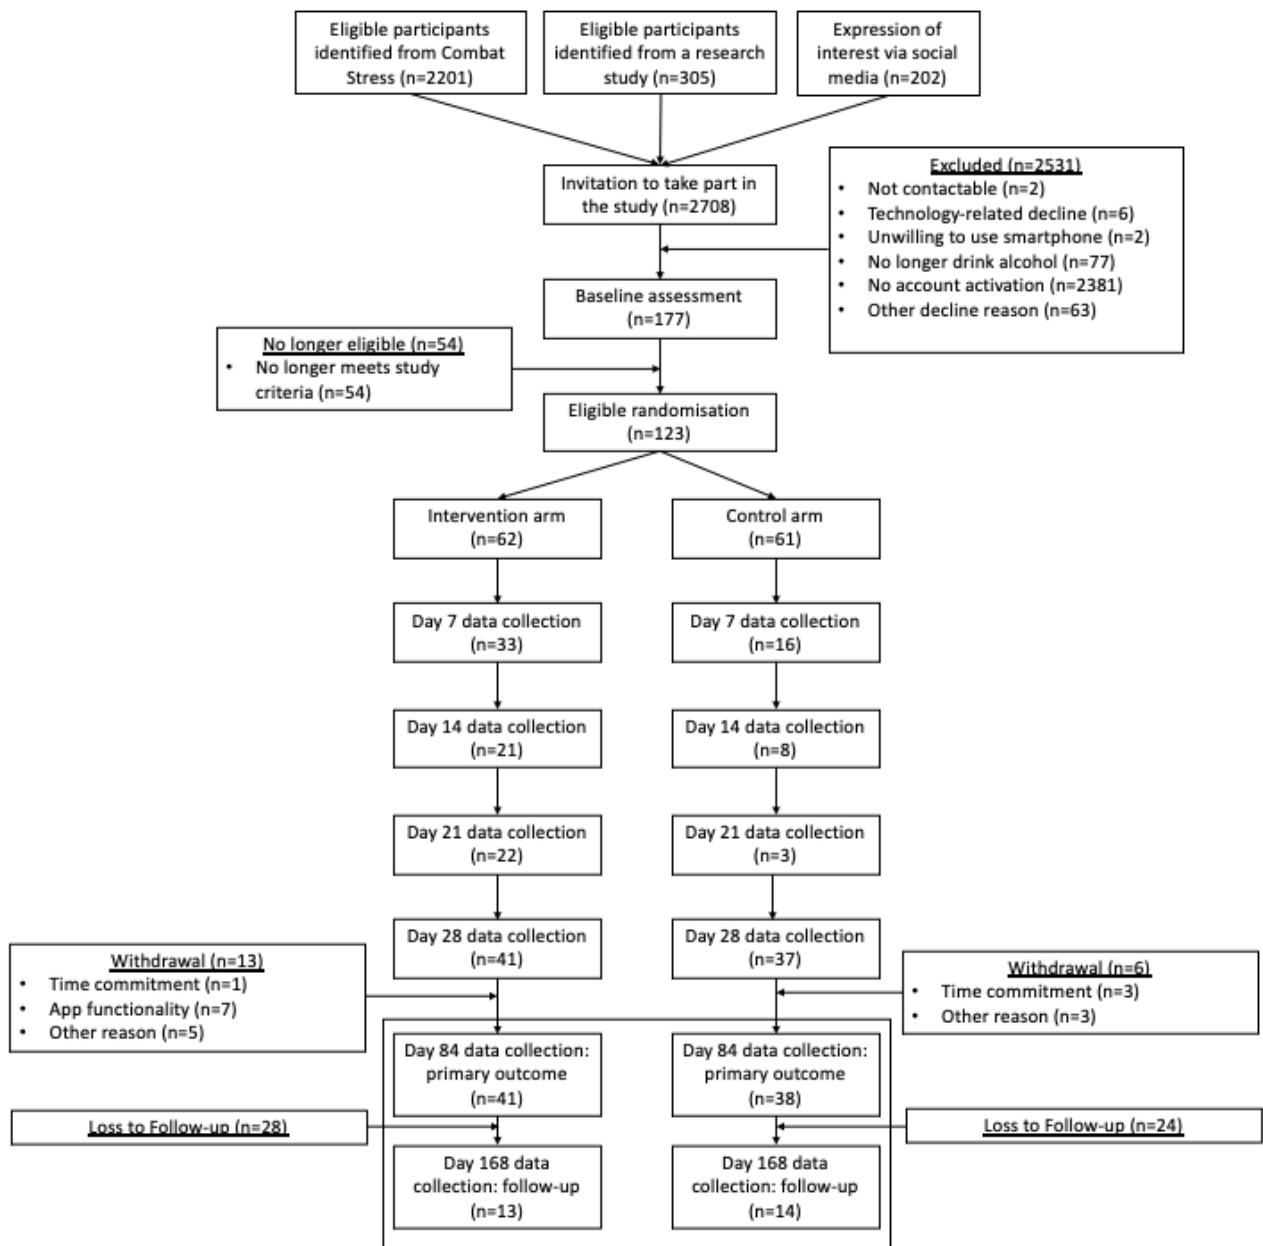 Eligible participants
identified from Combat
Stress (n=2201)
Eligible participants
identified from a research
study (n=305)
Expression of
interest via social
media (n=202)
Invitation to take part in
the study (n=2708)
Excluded (n=2531)
• Not contactable (n=2)
• Technology-related decline (n=6)
• Unwilling to use smartphone (n=2)
• No longer drink alcohol (n=77)
• No account activation (n=2381)
• Other decline reason (n=63)
Baseline assessment
(n=177)
No longer eligible (n=54)
• No longer meets study
criteria (n=54)
Eligible randomisation
(n=123)
Intervention arm
(n=62)
Control arm
(n=61)
Day 7 data collection
(n=33)
Day 7 data collection
(n=16)
Day 14 data collection
(n=21)
Day 14 data collection
(n=8)
Day 21 data collection
(n=22)
Day 21 data collection
(n=3)
Day 28 data collection
(n=41)
Day 28 data collection
(n=37)
Withdrawal (n=13)
• Time commitment (n=1)
• App functionality (n=7)
• Other reason (n=5)
Withdrawal (n=6)
• Time commitment (n=3)
• Other reason (n=3)
Day 84 data collection:
primary outcome
(n=41)
Day 84 data collection:
primary outcome
(n=38)
Loss to Follow-up (n=28)
Loss to Follow-up (n=24)
Day 168 data
collection: follow-up
(n=13)
Day 168 data
collection: follow-up
(n=14)